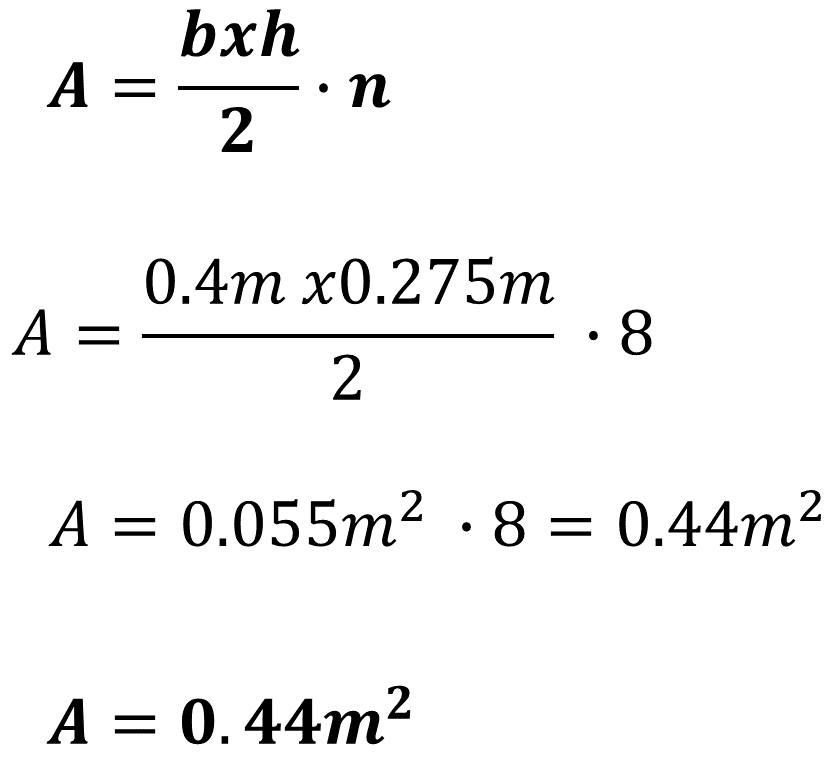 A = bxh/2 · n
A = 0.4m x0.275m/2 · 8
A = 0.055m² · 8 = 0.44m²
A = 0.44m²